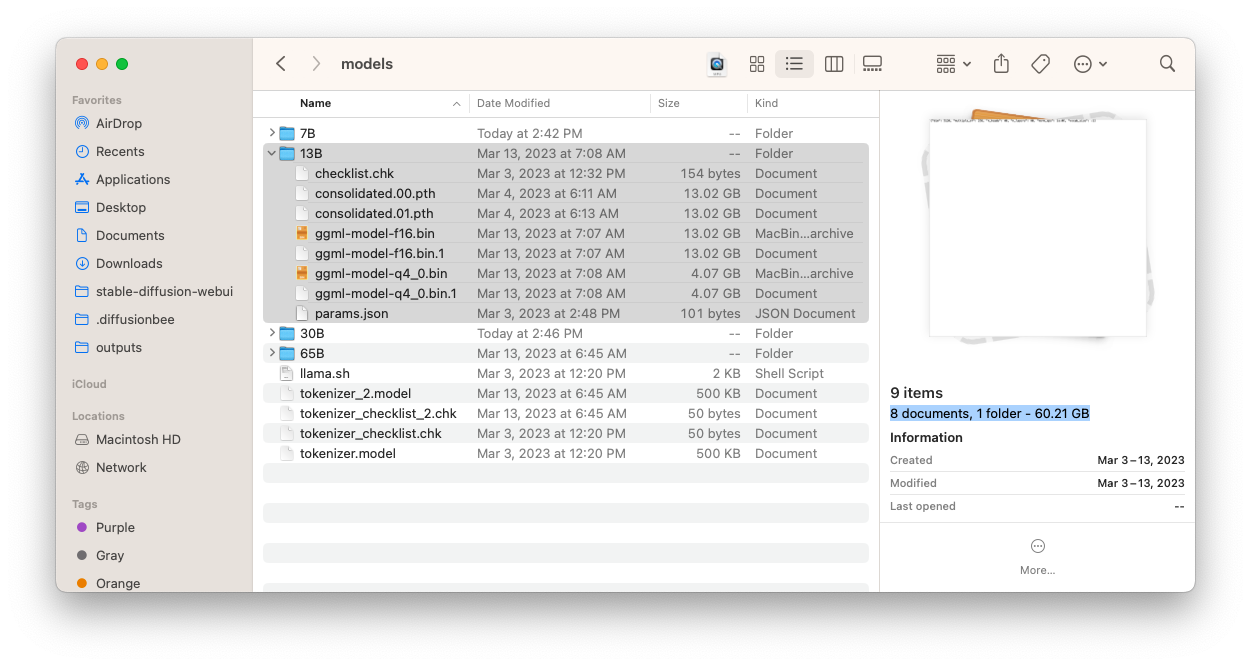 models
Favorites
AirDrop
Recents
Applications
Desktop
Documents
Downloads
stable-diffusion-webui
.diffusionbee
outputs
iCloud
Locations
Macintosh HD
Network
Tags
Purple
Gray
Orange
Name Date Modified Size Kind
7B Today at 2:42 PM -- Folder
13B Mar 13, 2023 at 7:08 AM -- Folder
checklist.chk Mar 3, 2023 at 12:32 PM 154 bytes Document
consolidated.00.pth Mar 4, 2023 at 6:11 AM 13.02 GB Document
consolidated.01.pth Mar 4, 2023 at 6:13 AM 13.02 GB Document
ggml-model-f16.bin Mar 13, 2023 at 7:07 AM 13.02 GB MacBin...archive
ggml-model-f16.bin.1 Mar 13, 2023 at 7:07 AM 13.02 GB Document
ggml-model-q4_0.bin Mar 13, 2023 at 7:08 AM 4.07 GB MacBin...archive
ggml-model-q4_0.bin.1 Mar 13, 2023 at 7:08 AM 4.07 GB Document
params.json Mar 3, 2023 at 2:48 PM 101 bytes JSON Document
30B Today at 2:46 PM -- Folder
65B Mar 13, 2023 at 6:45 AM -- Folder
llama.sh Mar 3, 2023 at 12:20 PM 2 KB Shell Script
tokenizer_2.model Mar 13, 2023 at 6:45 AM 500 KB Document
tokenizer_checklist_2.chk Mar 13, 2023 at 6:45 AM 50 bytes Document
tokenizer_checklist.chk Mar 3, 2023 at 12:20 PM 50 bytes Document
tokenizer.model Mar 3, 2023 at 12:20 PM 500 KB Document
9 items
8 documents, 1 folder - 60.21 GB
Information
Created Mar 3–13, 2023
Modified Mar 3–13, 2023
Last opened --
More...